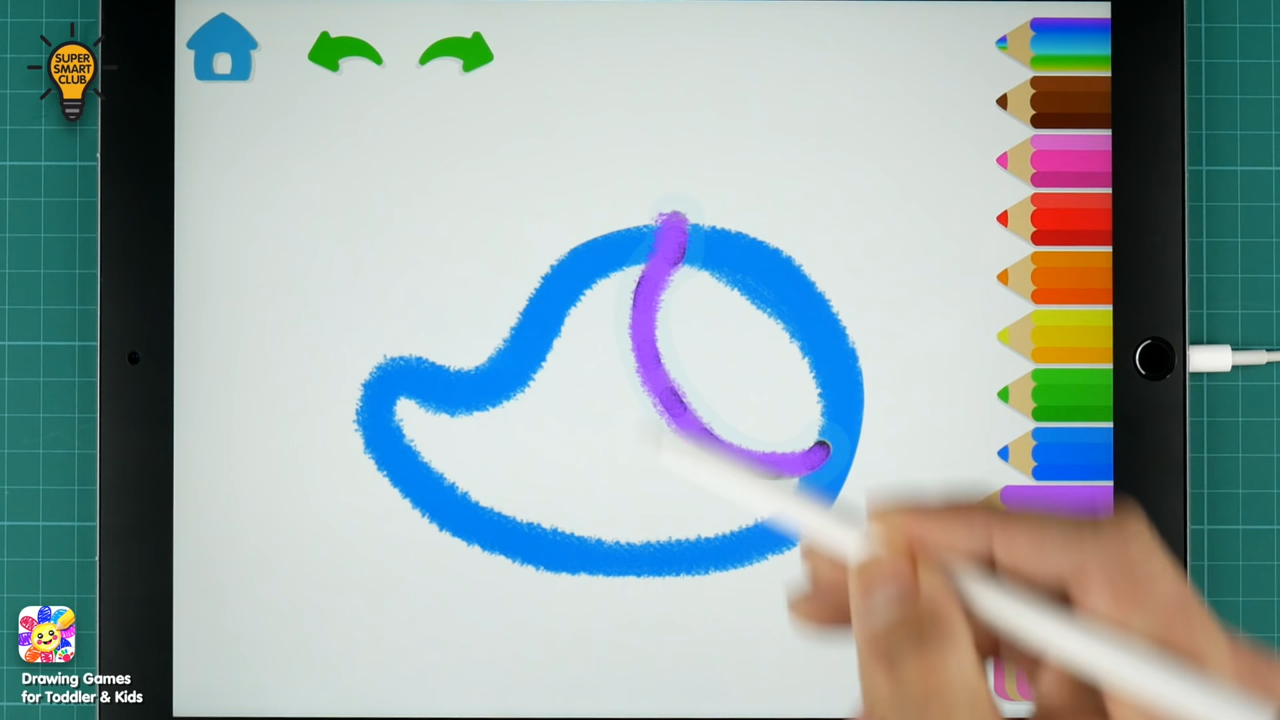 SUPER
SMART
CLUB
Drawing Games
for Toddler & Kids